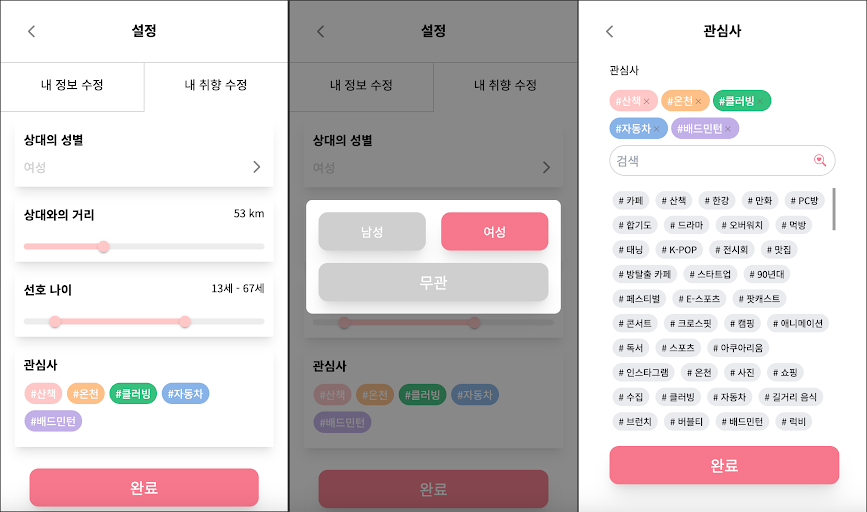 설정
내 정보 수정 내 취향 수정
상대의 성별
여성
상대와의 거리 53 km
선호 나이 13세 - 67세
관심사
#산책 #온천 #클러빙 #자동차
#배드민턴
완료
설정
내 정보 수정 내 취향 수정
상대의 성별
여성
남성 여성
무관
관심사
#산책 #온천 #클러빙 #자동차
#배드민턴
완료
관심사
관심사
#산책 × #온천 × #클러빙 ×
#자동차 × #배드민턴 ×
검색
# 카페 # 산책 # 한강 # 만화 # PC방
# 합기도 # 드라마 # 오버워치 # 먹방
# 태닝 # K-POP # 전시회 # 맛집
# 방탈출 카페 # 스타트업 # 90년대
# 페스티벌 # E-스포츠 # 팟캐스트
# 콘서트 # 크로스핏 # 캠핑 # 애니메이션
# 독서 # 스포츠 # 아쿠아리움
# 인스타그램 # 온천 # 사진 # 쇼핑
# 수집 # 클러빙 # 자동차 # 길거리 음식
# 브런치 # 버블티 # 배드민턴 # 럭비
완료